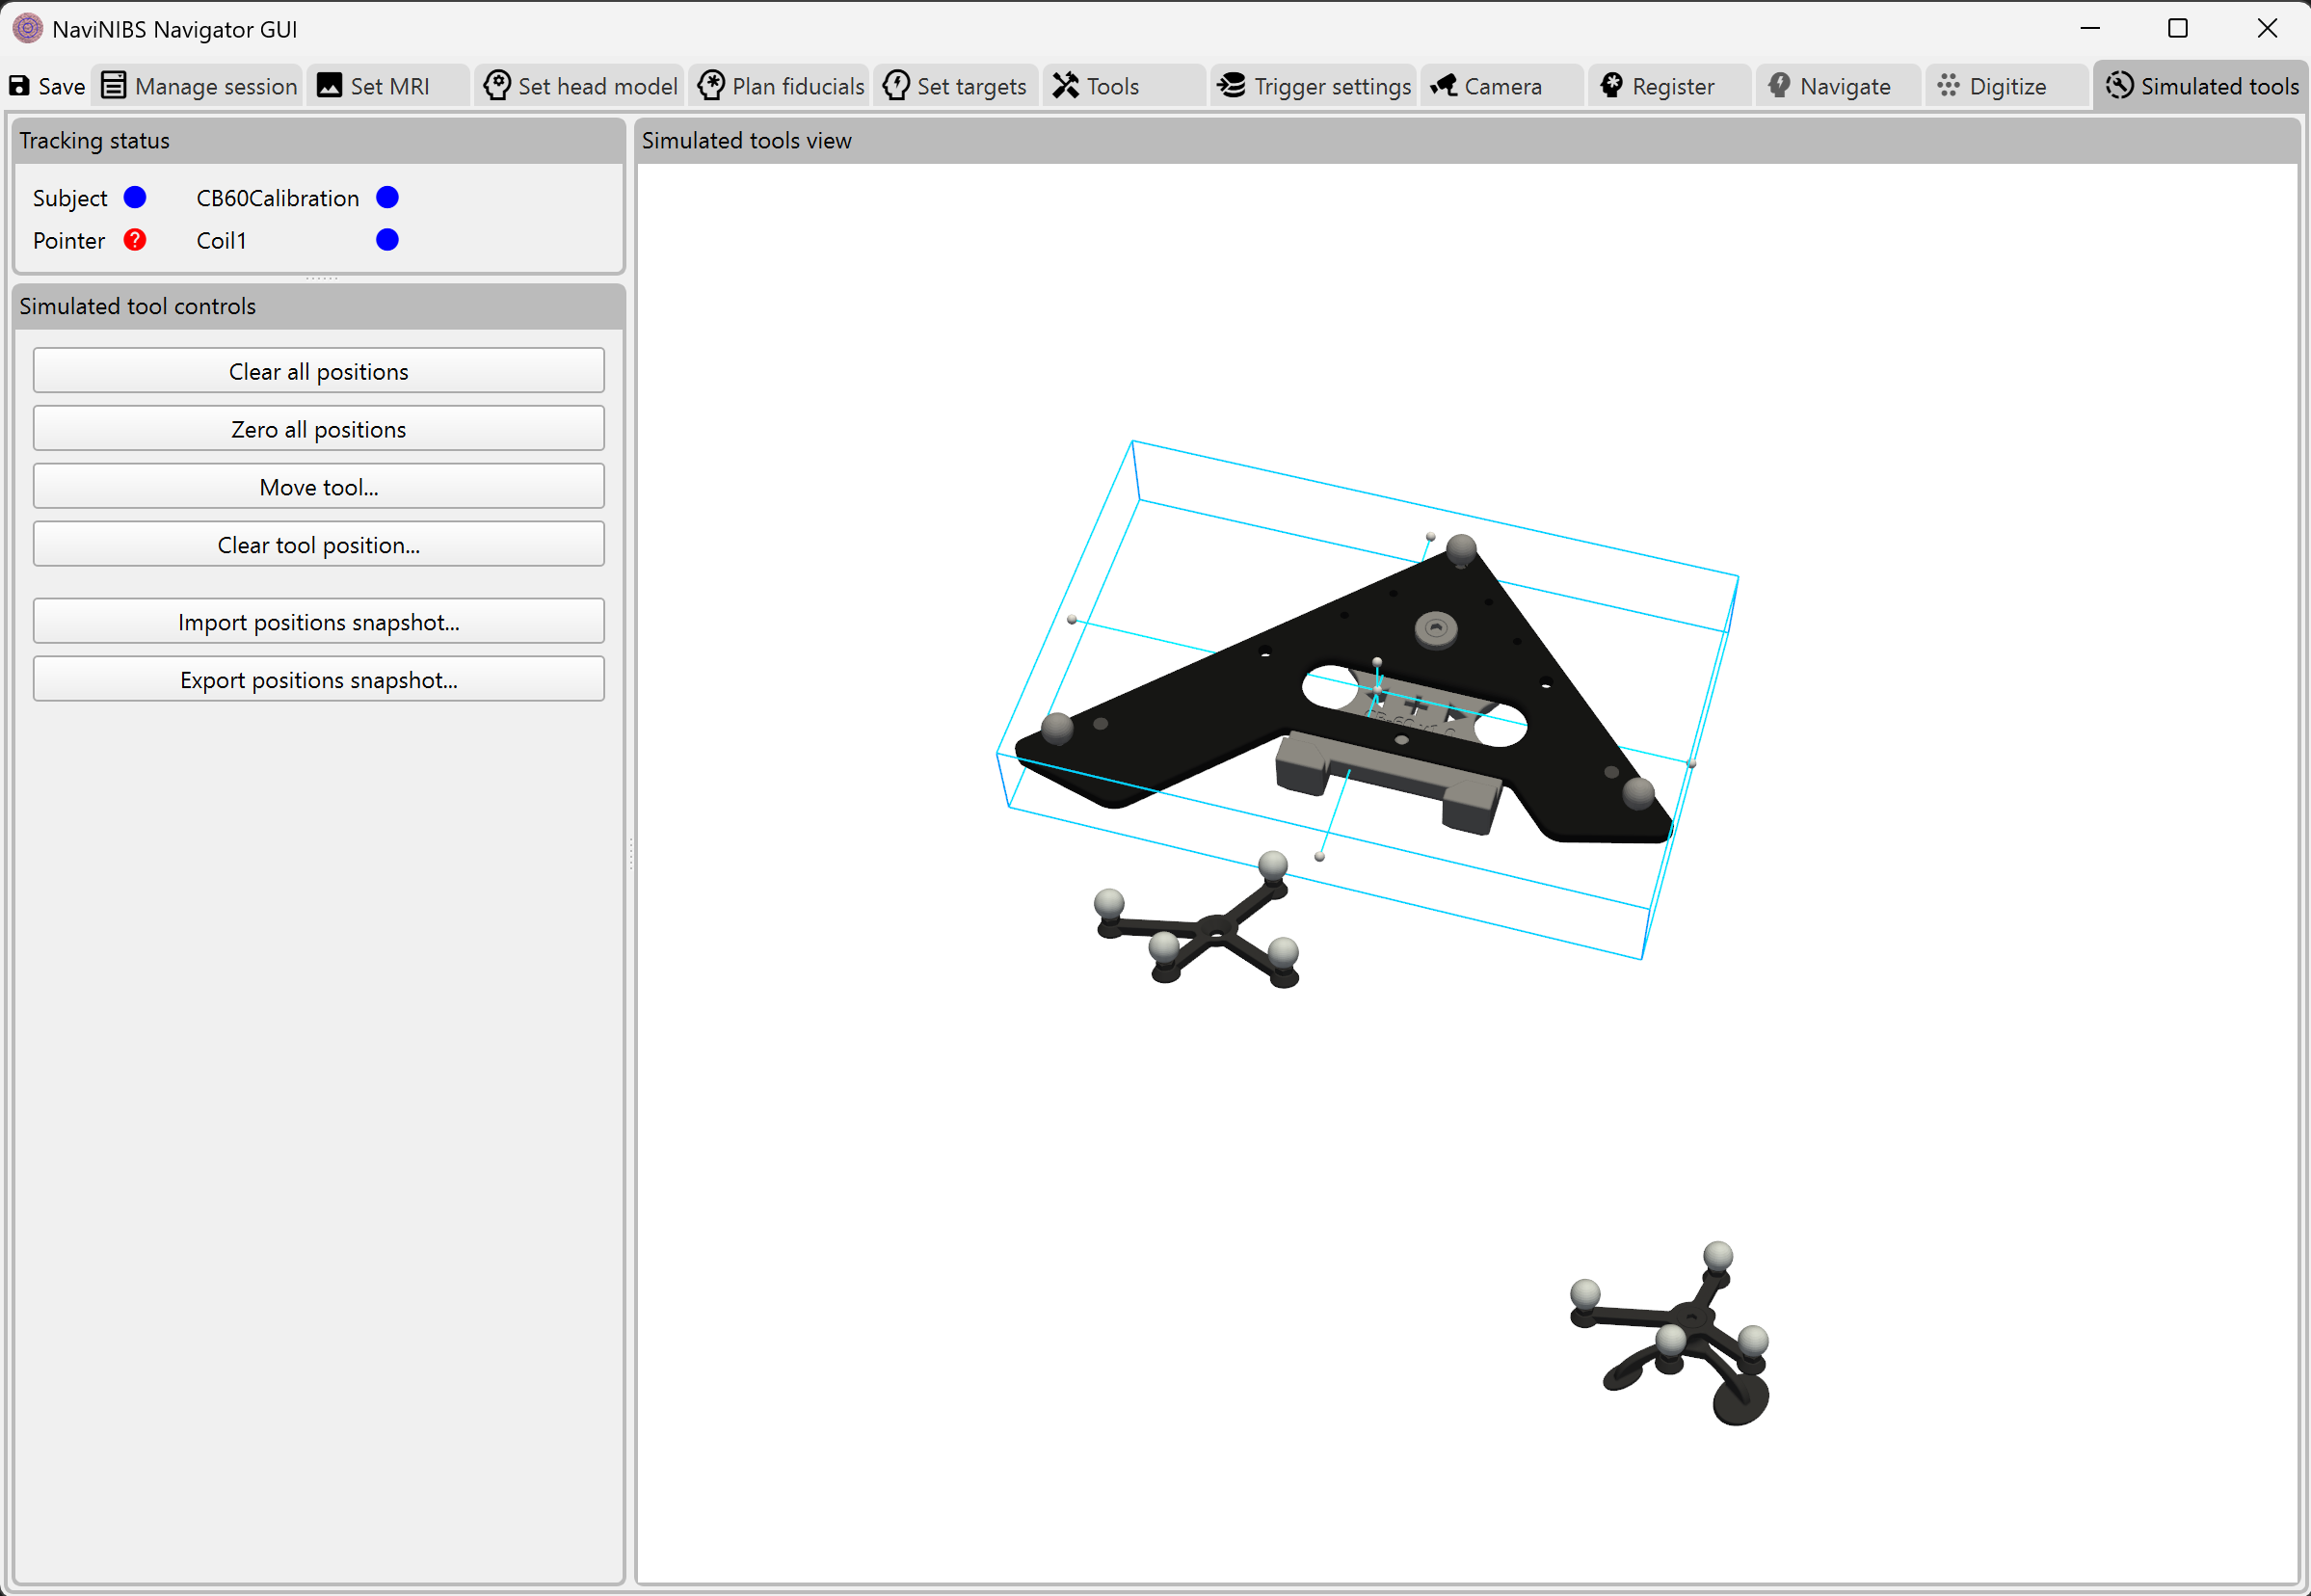 NaviNIBS Navigator GUI
Save Manage session Set MRI Set head model Plan fiducials Set targets Tools Trigger settings Camera Register Navigate Digitize Simulated tools
Tracking status
Subject CB60Calibration
Pointer ? Coil1
Simulated tool controls
Clear all positions
Zero all positions
Move tool...
Clear tool position...
Import positions snapshot...
Export positions snapshot...
Simulated tools view